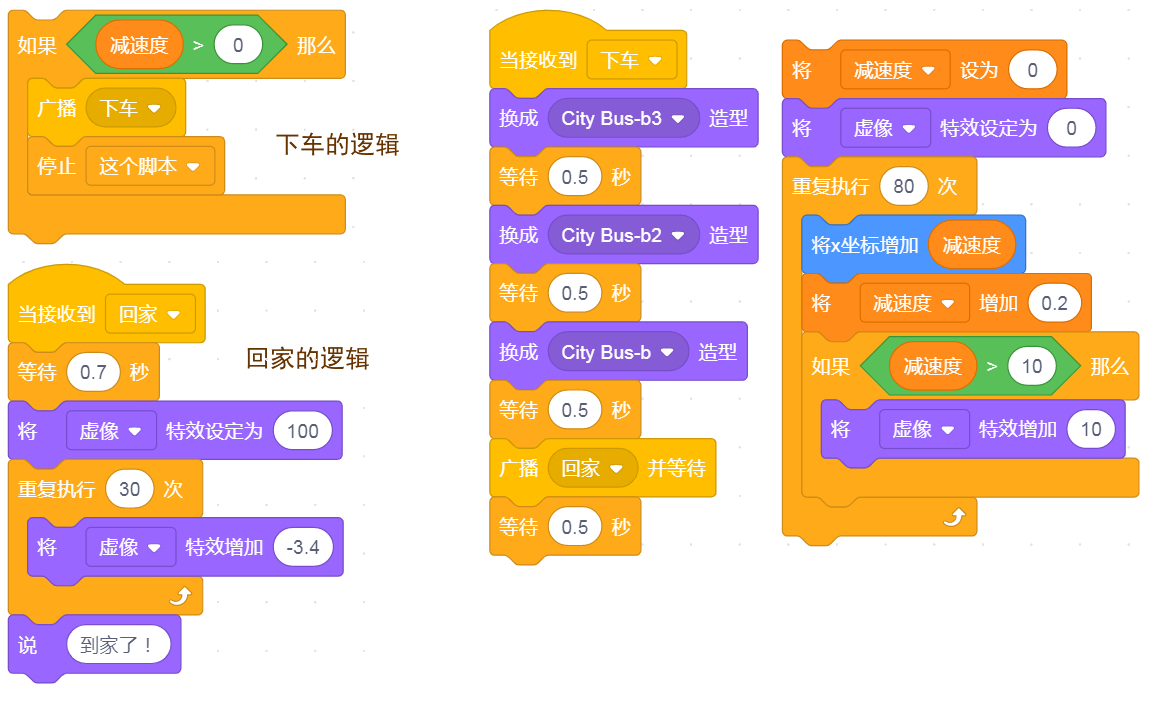 如果 减速度 > 0 那么
广播 下车
停止 这个脚本
下车的逻辑
当接收到 回家
等待 0.7 秒
回家的逻辑
将 虚像 特效设定为 100
重复执行 30 次
将 虚像 特效增加 -3.4
说 到家了！
当接收到 下车
换成 City Bus-b3 造型
等待 0.5 秒
换成 City Bus-b2 造型
等待 0.5 秒
换成 City Bus-b 造型
等待 0.5 秒
广播 回家 并等待
等待 0.5 秒
将 减速度 设为 0
将 虚像 特效设定为 0
重复执行 80 次
将x坐标增加 减速度
将 减速度 增加 0.2
如果 减速度 > 10 那么
将 虚像 特效增加 10